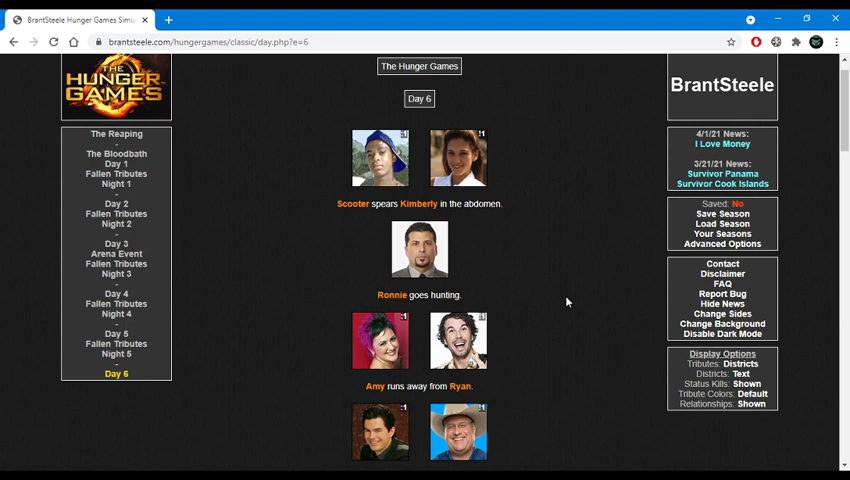 BrantSteele Hunger Games Simu
brantsteele.com/hungergames/classic/day.php?e=6
THE
HUNGER
GAMES
The Reaping
-
The Bloodbath
Day 1
Fallen Tributes
Night 1
-
Day 2
Fallen Tributes
Night 2
-
Day 3
Arena Event
Fallen Tributes
Night 3
-
Day 4
Fallen Tributes
Night 4
-
Day 5
Fallen Tributes
Night 5
-
Day 6
The Hunger Games
Day 6
Scooter spears Kimberly in the abdomen.
Ronnie goes hunting.
Amy runs away from Ryan.
BrantSteele
4/1/21 News:
I Love Money
3/21/21 News:
Survivor Panama
Survivor Cook Islands
Saved: No
Save Season
Load Season
Your Seasons
Advanced Options
Contact
Disclaimer
FAQ
Report Bug
Hide News
Change Sides
Change Background
Disable Dark Mode
Display Options
Tributes: Districts
Districts: Text
Status Kills: Shown
Tribute Colors: Default
Relationships: Shown